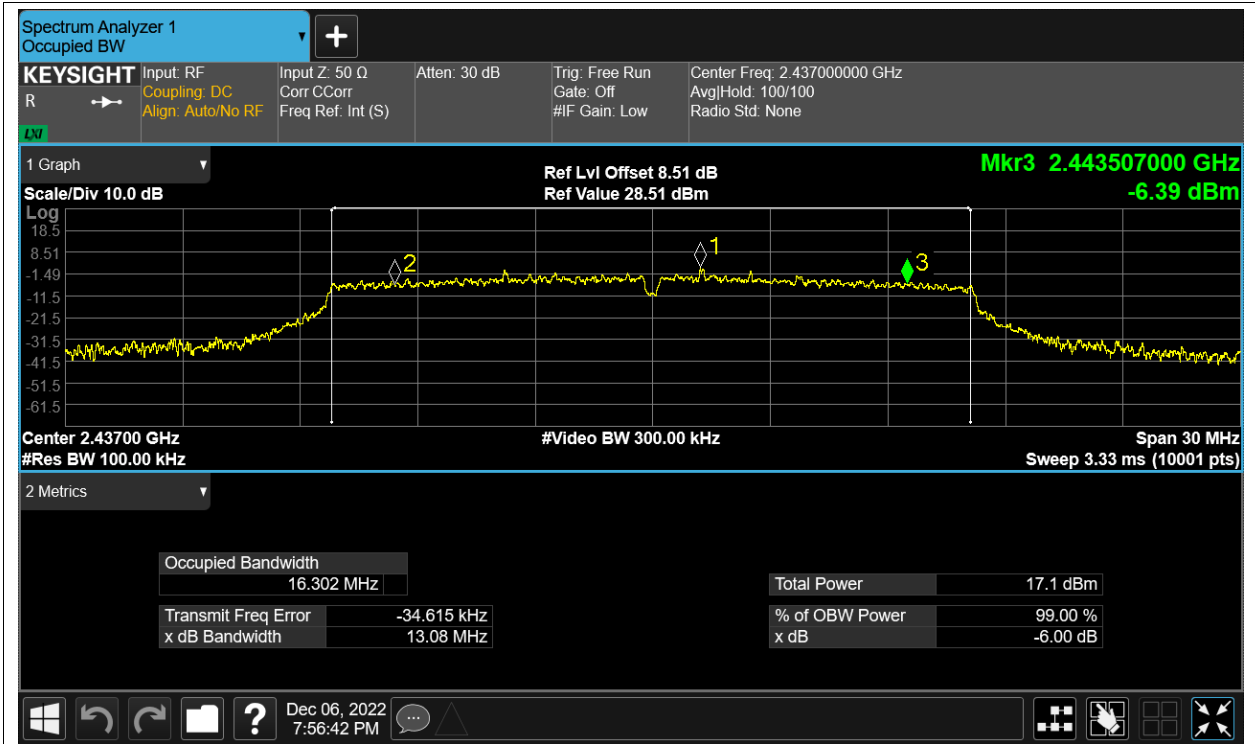 Spectrum Analyzer 1
Occupied BW
+
KEYSIGHT
R
LXI
Input: RF
Coupling: DC
Align: Auto/No RF
Input Z: 50 Ω
Corr CCorr
Freq Ref: Int (S)
Atten: 30 dB
Trig: Free Run
Gate: Off
#IF Gain: Low
Center Freq: 2.437000000 GHz
Avg|Hold: 100/100
Radio Std: None
1 Graph
Scale/Div 10.0 dB
Ref Lvl Offset 8.51 dB
Ref Value 28.51 dBm
Mkr3 2.443507000 GHz
-6.39 dBm
Log
18.5
8.51
-1.49
-11.5
-21.5
-31.5
-41.5
-51.5
-61.5
2
1
3
Center 2.43700 GHz
#Res BW 100.00 kHz
#Video BW 300.00 kHz
Span 30 MHz
Sweep 3.33 ms (10001 pts)
2 Metrics
Occupied Bandwidth
16.302 MHz
Transmit Freq Error -34.615 kHz
x dB Bandwidth 13.08 MHz
Total Power 17.1 dBm
% of OBW Power 99.00 %
x dB -6.00 dB
?
Dec 06, 2022
7:56:42 PM